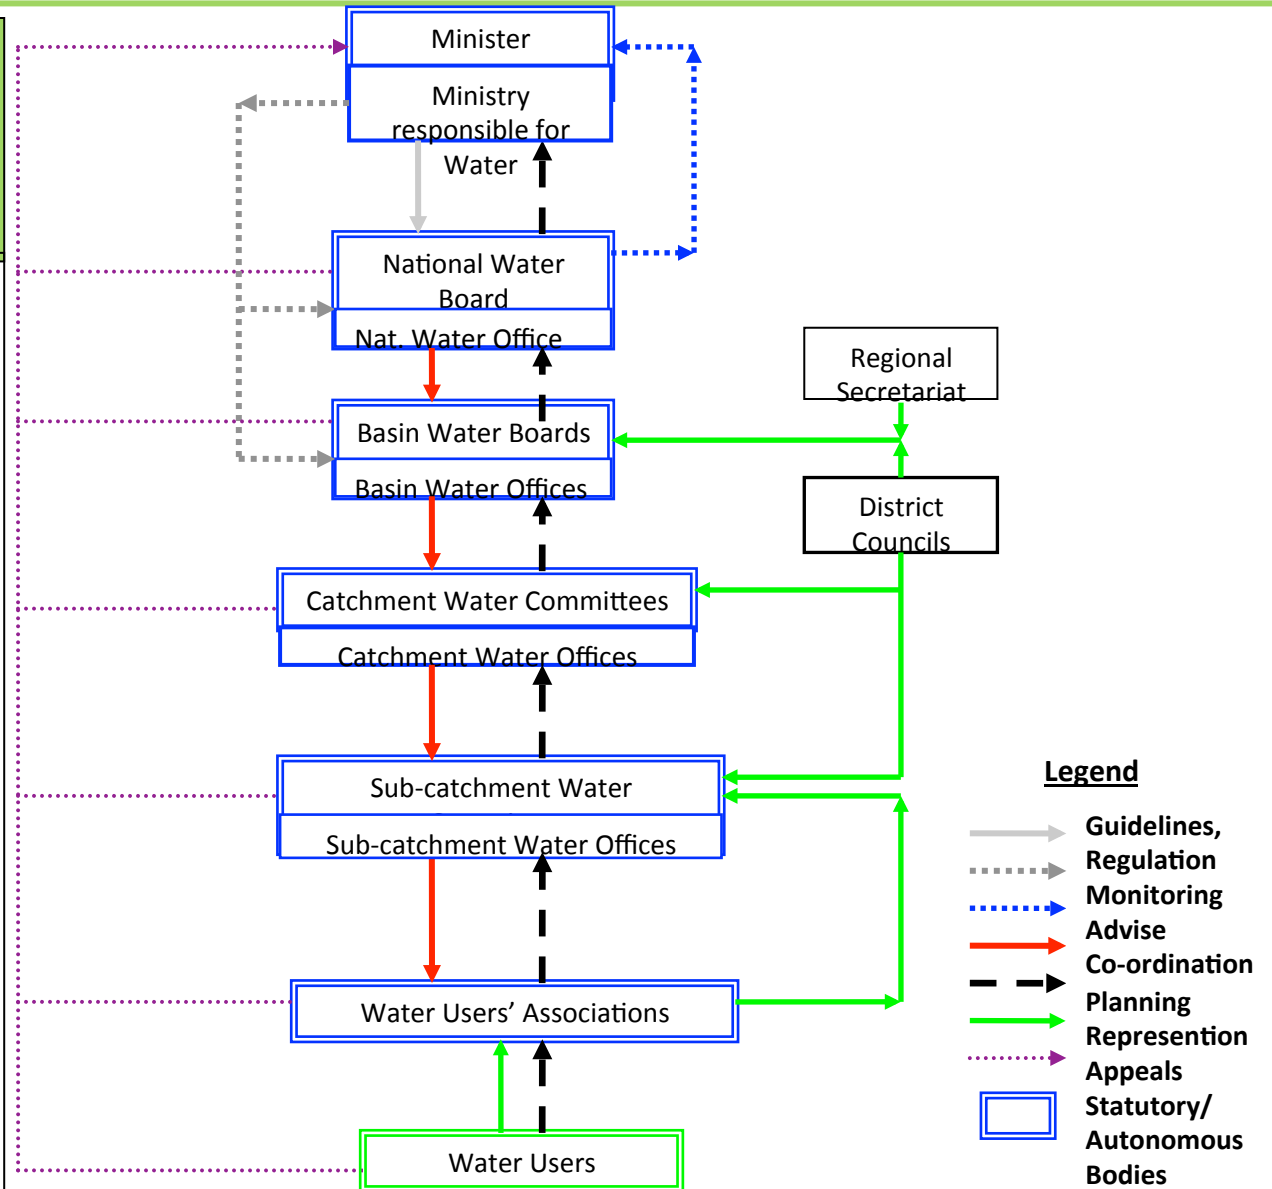 Minister
Ministry
responsible for
Water
National Water
Board
Nat. Water Office
Regional
Secretariat
Basin Water Boards
Basin Water Offices
District
Councils
Catchment Water Committees
Catchment Water Offices
Sub-catchment Water
Sub-catchment Water Offices
Water Users’ Associations
Water Users
Legend
Guidelines,
Regulation
Monitoring
Advise
Co-ordination
Planning
Represention
Appeals
Statutory/
Autonomous
Bodies